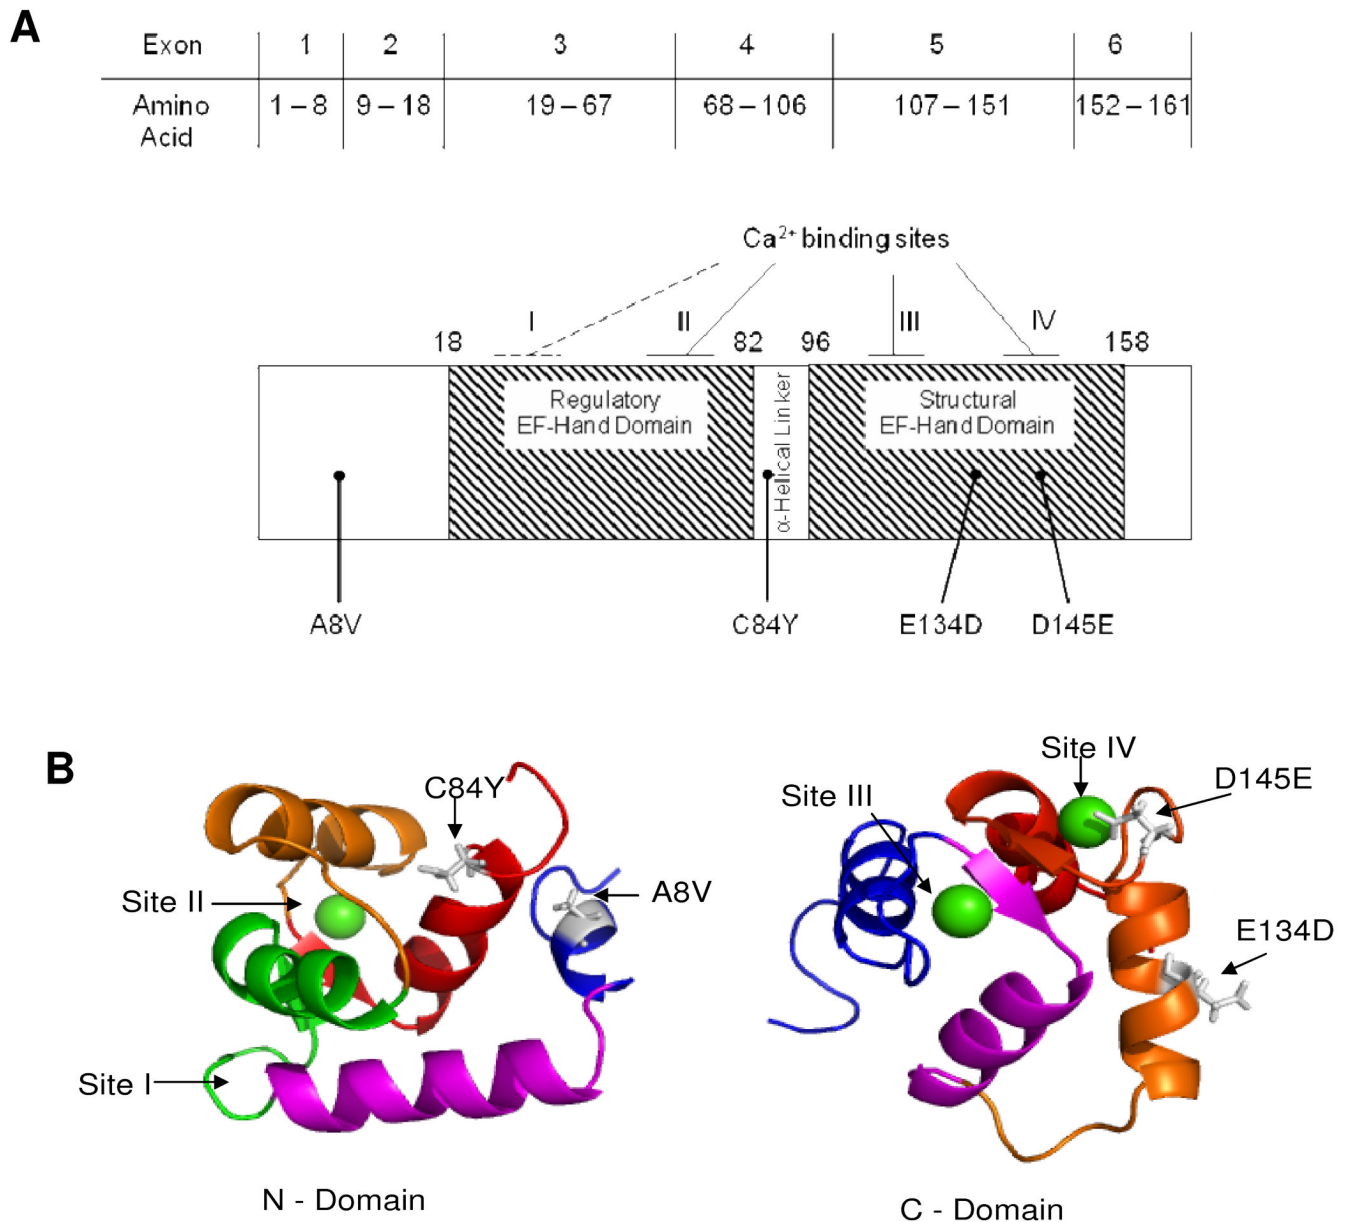 A
Exon 1 2 3 4 5 6
Amino Acid 1 – 8 9 – 18 19 – 67 68 – 106 107 – 151 152 – 161
Ca2+ binding sites
I II III IV
18 82 96 158
Regulatory
EF-Hand Domain
α-Helical Linker
Structural
EF-Hand Domain
A8V C84Y E134D D145E
B
C84Y
A8V
Site II
Site I
N - Domain
Site IV
D145E
Site III
E134D
C - Domain